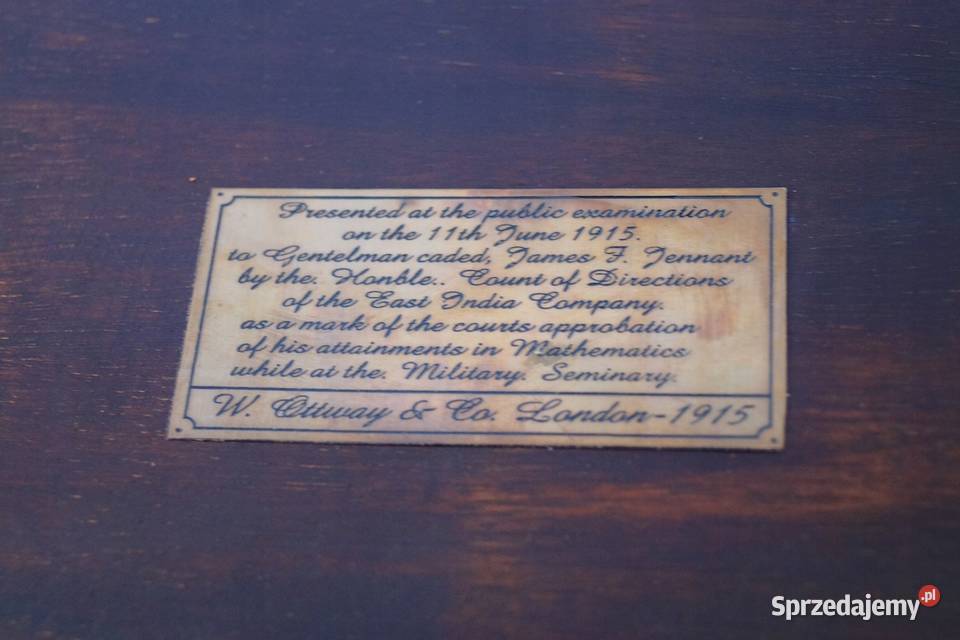 Presented at the public examination
on the 11th June 1915.
to Gentelman caded, James F. Jennant
by the. Honble.. Count of Directions
of the East India Company.
as a mark of the courts approbation
of his attainments in Mathematics
while at the. Military. Seminary.
W. Ottway & Co. London-1915
Sprzedajemy.pl